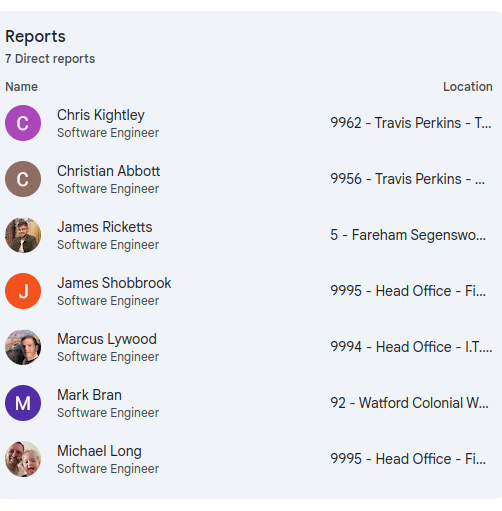 Reports
7 Direct reports
Name Location
C Chris Kightley 9962 - Travis Perkins - T...
Software Engineer
C Christian Abbott 9956 - Travis Perkins - ...
Software Engineer
James Ricketts 5 - Fareham Segenswo...
Software Engineer
J James Shobbrook 9995 - Head Office - Fi...
Software Engineer
Marcus Lywood 9994 - Head Office - I.T....
Software Engineer
M Mark Bran 92 - Watford Colonial W...
Software Engineer
Michael Long 9995 - Head Office - Fi...
Software Engineer